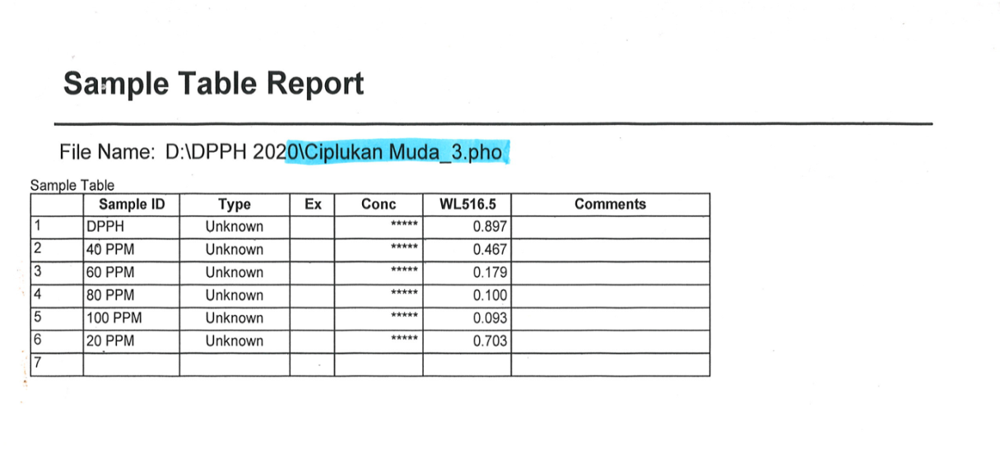 Sample Table Report
File Name: D:\DPPH 2020\Ciplukan Muda_3.pho
Sample Table
Sample ID Type Ex Conc WL516.5 Comments
1 DPPH Unknown ***** 0.897
2 40 PPM Unknown ***** 0.467
3 60 PPM Unknown ***** 0.179
4 80 PPM Unknown ***** 0.100
5 100 PPM Unknown ***** 0.093
6 20 PPM Unknown ***** 0.703
7